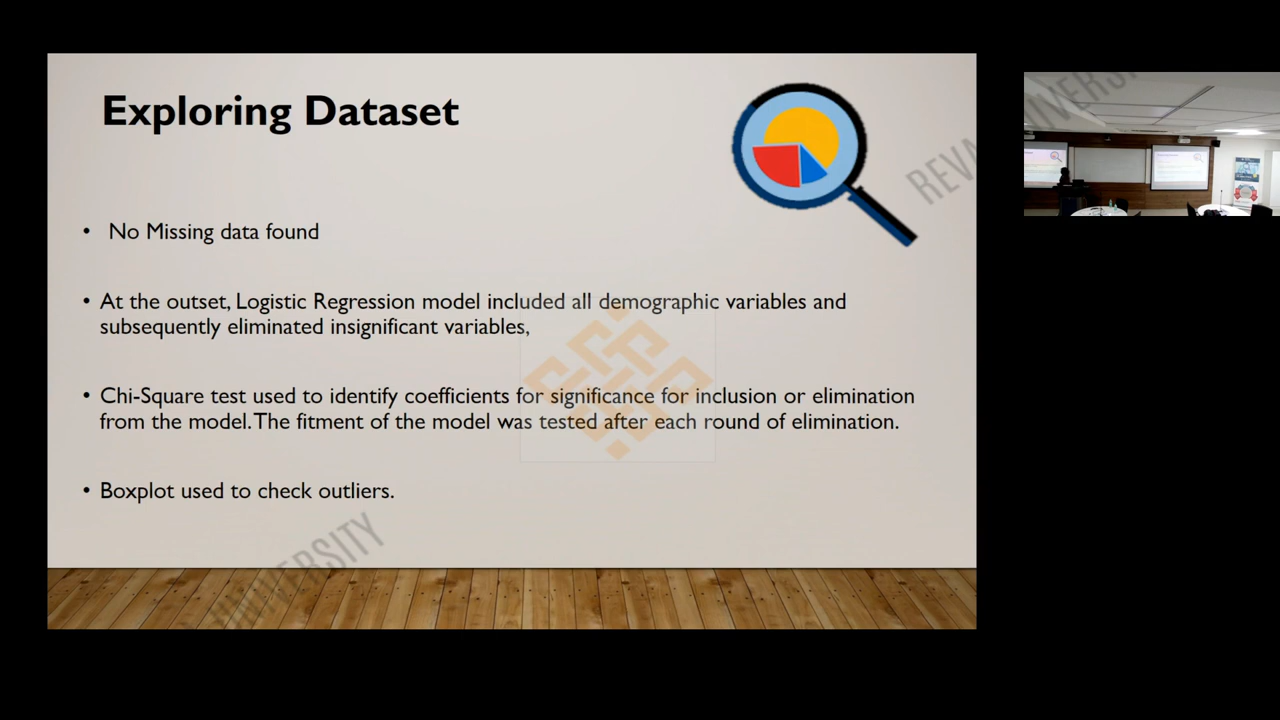 Exploring Dataset
• No Missing data found
• At the outset, Logistic Regression model included all demographic variables and
subsequently eliminated insignificant variables,
• Chi-Square test used to identify coefficients for significance for inclusion or elimination
from the model. The fitment of the model was tested after each round of elimination.
• Boxplot used to check outliers.
REVA
UNIVERSITY